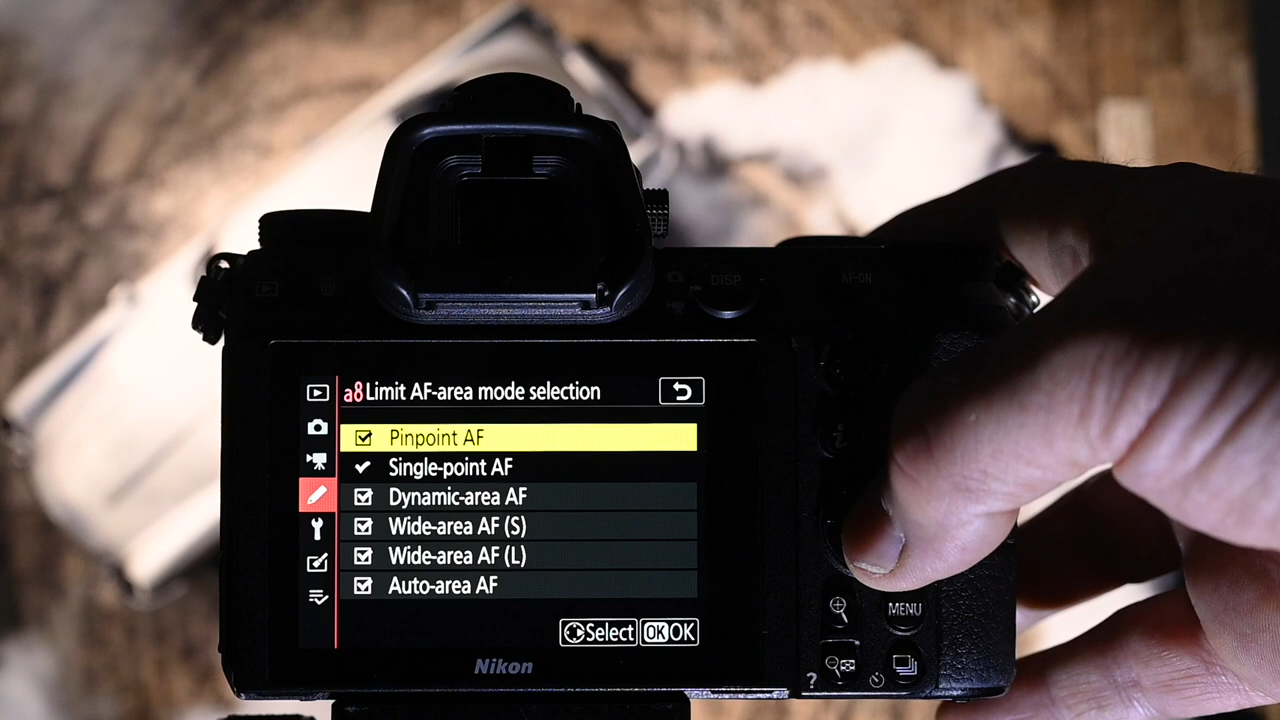 DISP
AF-ON
a8 Limit AF-area mode selection
Pinpoint AF
Single-point AF
Dynamic-area AF
Wide-area AF (S)
Wide-area AF (L)
Auto-area AF
Select OK OK
i
MENU
?
Nikon